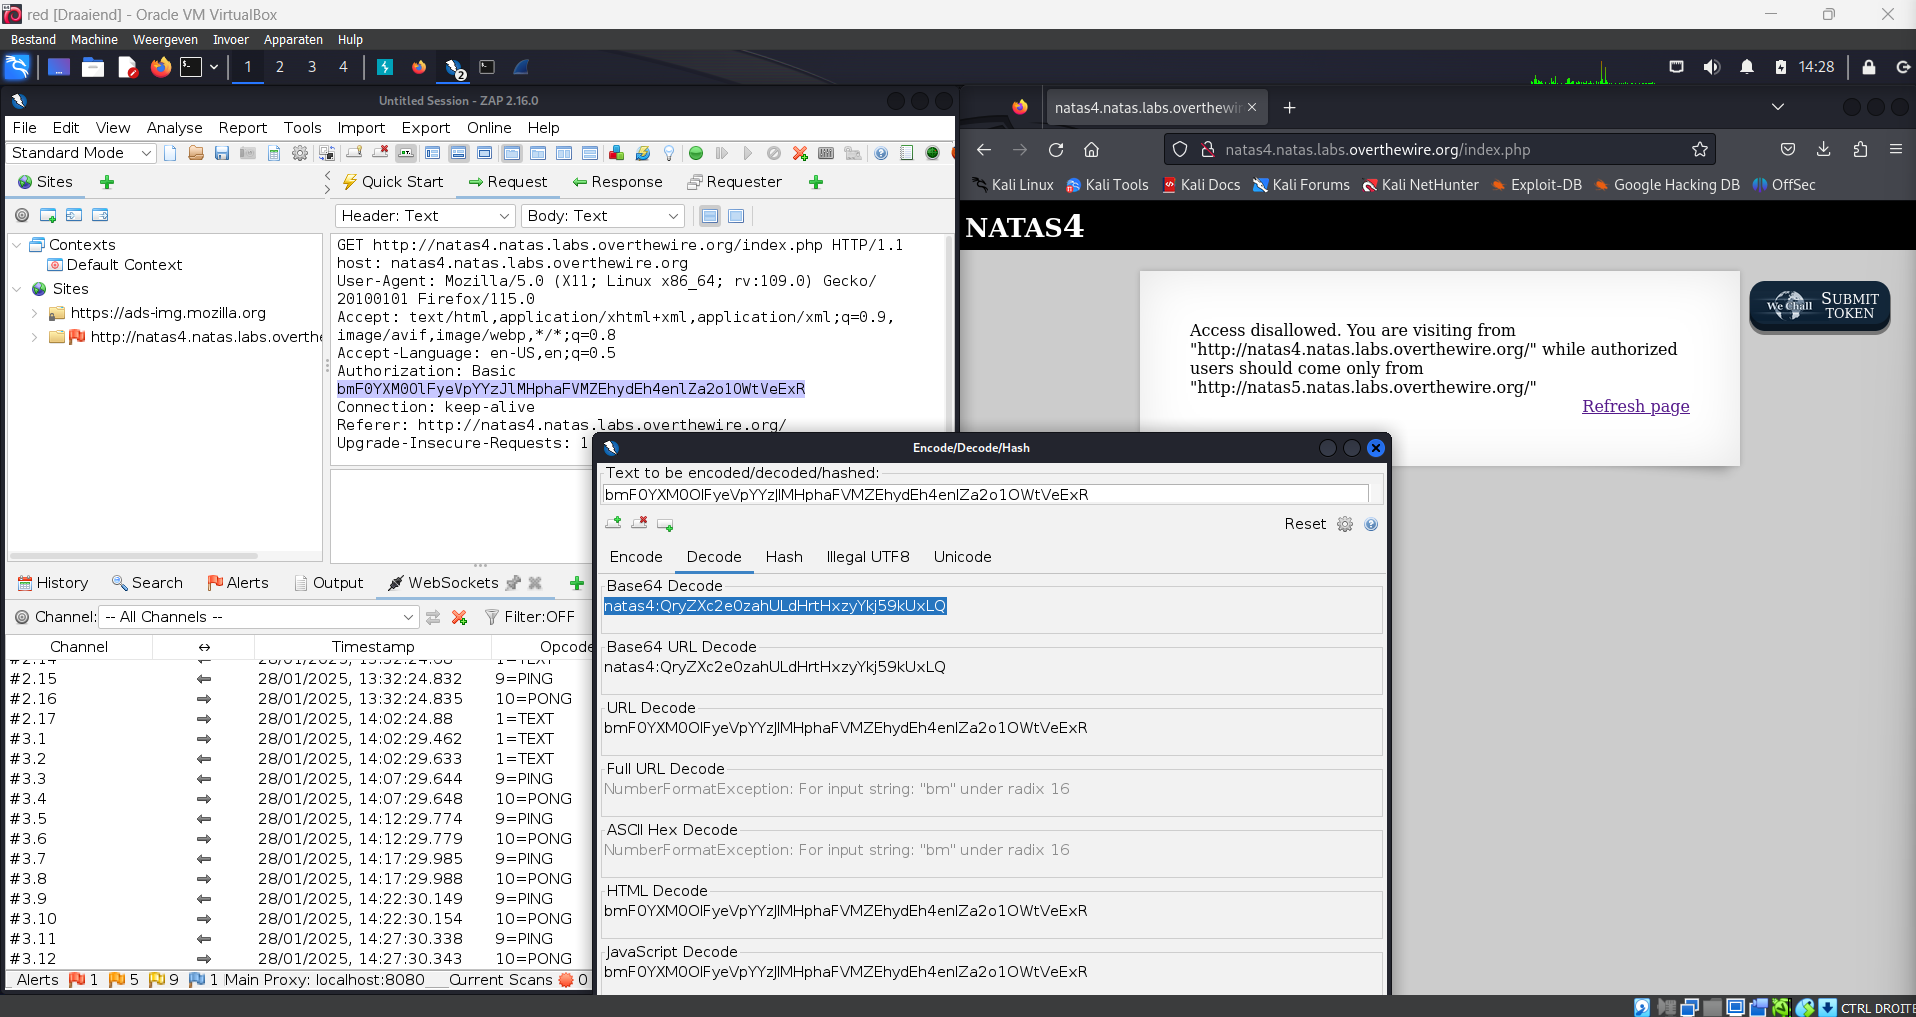 red [Draaiend] - Oracle VM VirtualBox
Bestand Machine Weergeven Invoer Apparaten Hulp
1 2 3 4 2 14:28
Untitled Session - ZAP 2.16.0
File Edit View Analyse Report Tools Import Export Online Help
Standard Mode
Sites
Quick Start Request Response Requester
Header: Text Body: Text
Contexts
Default Context
Sites
https://ads-img.mozilla.org
http://natas4.natas.labs.overthe
GET http://natas4.natas.labs.overthewire.org/index.php HTTP/1.1
host: natas4.natas.labs.overthewire.org
User-Agent: Mozilla/5.0 (X11; Linux x86_64; rv:109.0) Gecko/
20100101 Firefox/115.0
Accept: text/html,application/xhtml+xml,application/xml;q=0.9,
image/avif,image/webp,*/*;q=0.8
Accept-Language: en-US,en;q=0.5
Authorization: Basic
bmF0YXM0OlFyeVpYYzJlMHphaFVMZEhydEh4enlZa2o1OWtVeExR
Connection: keep-alive
Referer: http://natas4.natas.labs.overthewire.org/
Upgrade-Insecure-Requests: 1
natas4.natas.labs.overthewir
natas4.natas.labs.overthewire.org/index.php
Kali Linux Kali Tools Kali Docs Kali Forums Kali NetHunter Exploit-DB Google Hacking DB OffSec
NATAS4
Access disallowed. You are visiting from
"http://natas4.natas.labs.overthewire.org/" while authorized
users should come only from
"http://natas5.natas.labs.overthewire.org/"
Refresh page
We Chall
SUBMIT
TOKEN
Encode/Decode/Hash
Text to be encoded/decoded/hashed:
bmF0YXM0OlFyeVpYYzJlMHphaFVMZEhydEh4enlZa2o1OWtVeExR
Reset
Encode Decode Hash Illegal UTF8 Unicode
Base64 Decode
natas4:QryZXc2e0zahULdHrtHxzyYkj59kUxLQ
Base64 URL Decode
natas4:QryZXc2e0zahULdHrtHxzyYkj59kUxLQ
URL Decode
bmF0YXM0OlFyeVpYYzJlMHphaFVMZEhydEh4enlZa2o1OWtVeExR
Full URL Decode
NumberFormatException: For input string: "bm" under radix 16
ASCII Hex Decode
NumberFormatException: For input string: "bm" under radix 16
HTML Decode
bmF0YXM0OlFyeVpYYzJlMHphaFVMZEhydEh4enlZa2o1OWtVeExR
JavaScript Decode
bmF0YXM0OlFyeVpYYzJlMHphaFVMZEhydEh4enlZa2o1OWtVeExR
History Search Alerts Output WebSockets
Channel: -- All Channels -- Filter:OFF
Channel ↔ Timestamp Opcode
#2.15 ← 28/01/2025, 13:32:24.832 9=PING
#2.16 → 28/01/2025, 13:32:24.835 10=PONG
#2.17 → 28/01/2025, 14:02:24.88 1=TEXT
#3.1 → 28/01/2025, 14:02:29.462 1=TEXT
#3.2 ← 28/01/2025, 14:02:29.633 1=TEXT
#3.3 ← 28/01/2025, 14:07:29.644 9=PING
#3.4 → 28/01/2025, 14:07:29.648 10=PONG
#3.5 ← 28/01/2025, 14:12:29.774 9=PING
#3.6 → 28/01/2025, 14:12:29.779 10=PONG
#3.7 ← 28/01/2025, 14:17:29.985 9=PING
#3.8 → 28/01/2025, 14:17:29.988 10=PONG
#3.9 ← 28/01/2025, 14:22:30.149 9=PING
#3.10 → 28/01/2025, 14:22:30.154 10=PONG
#3.11 ← 28/01/2025, 14:27:30.338 9=PING
#3.12 → 28/01/2025, 14:27:30.343 10=PONG
Alerts 1 5 9 1 Main Proxy: localhost:8080 Current Scans 0
CTRL DROITE